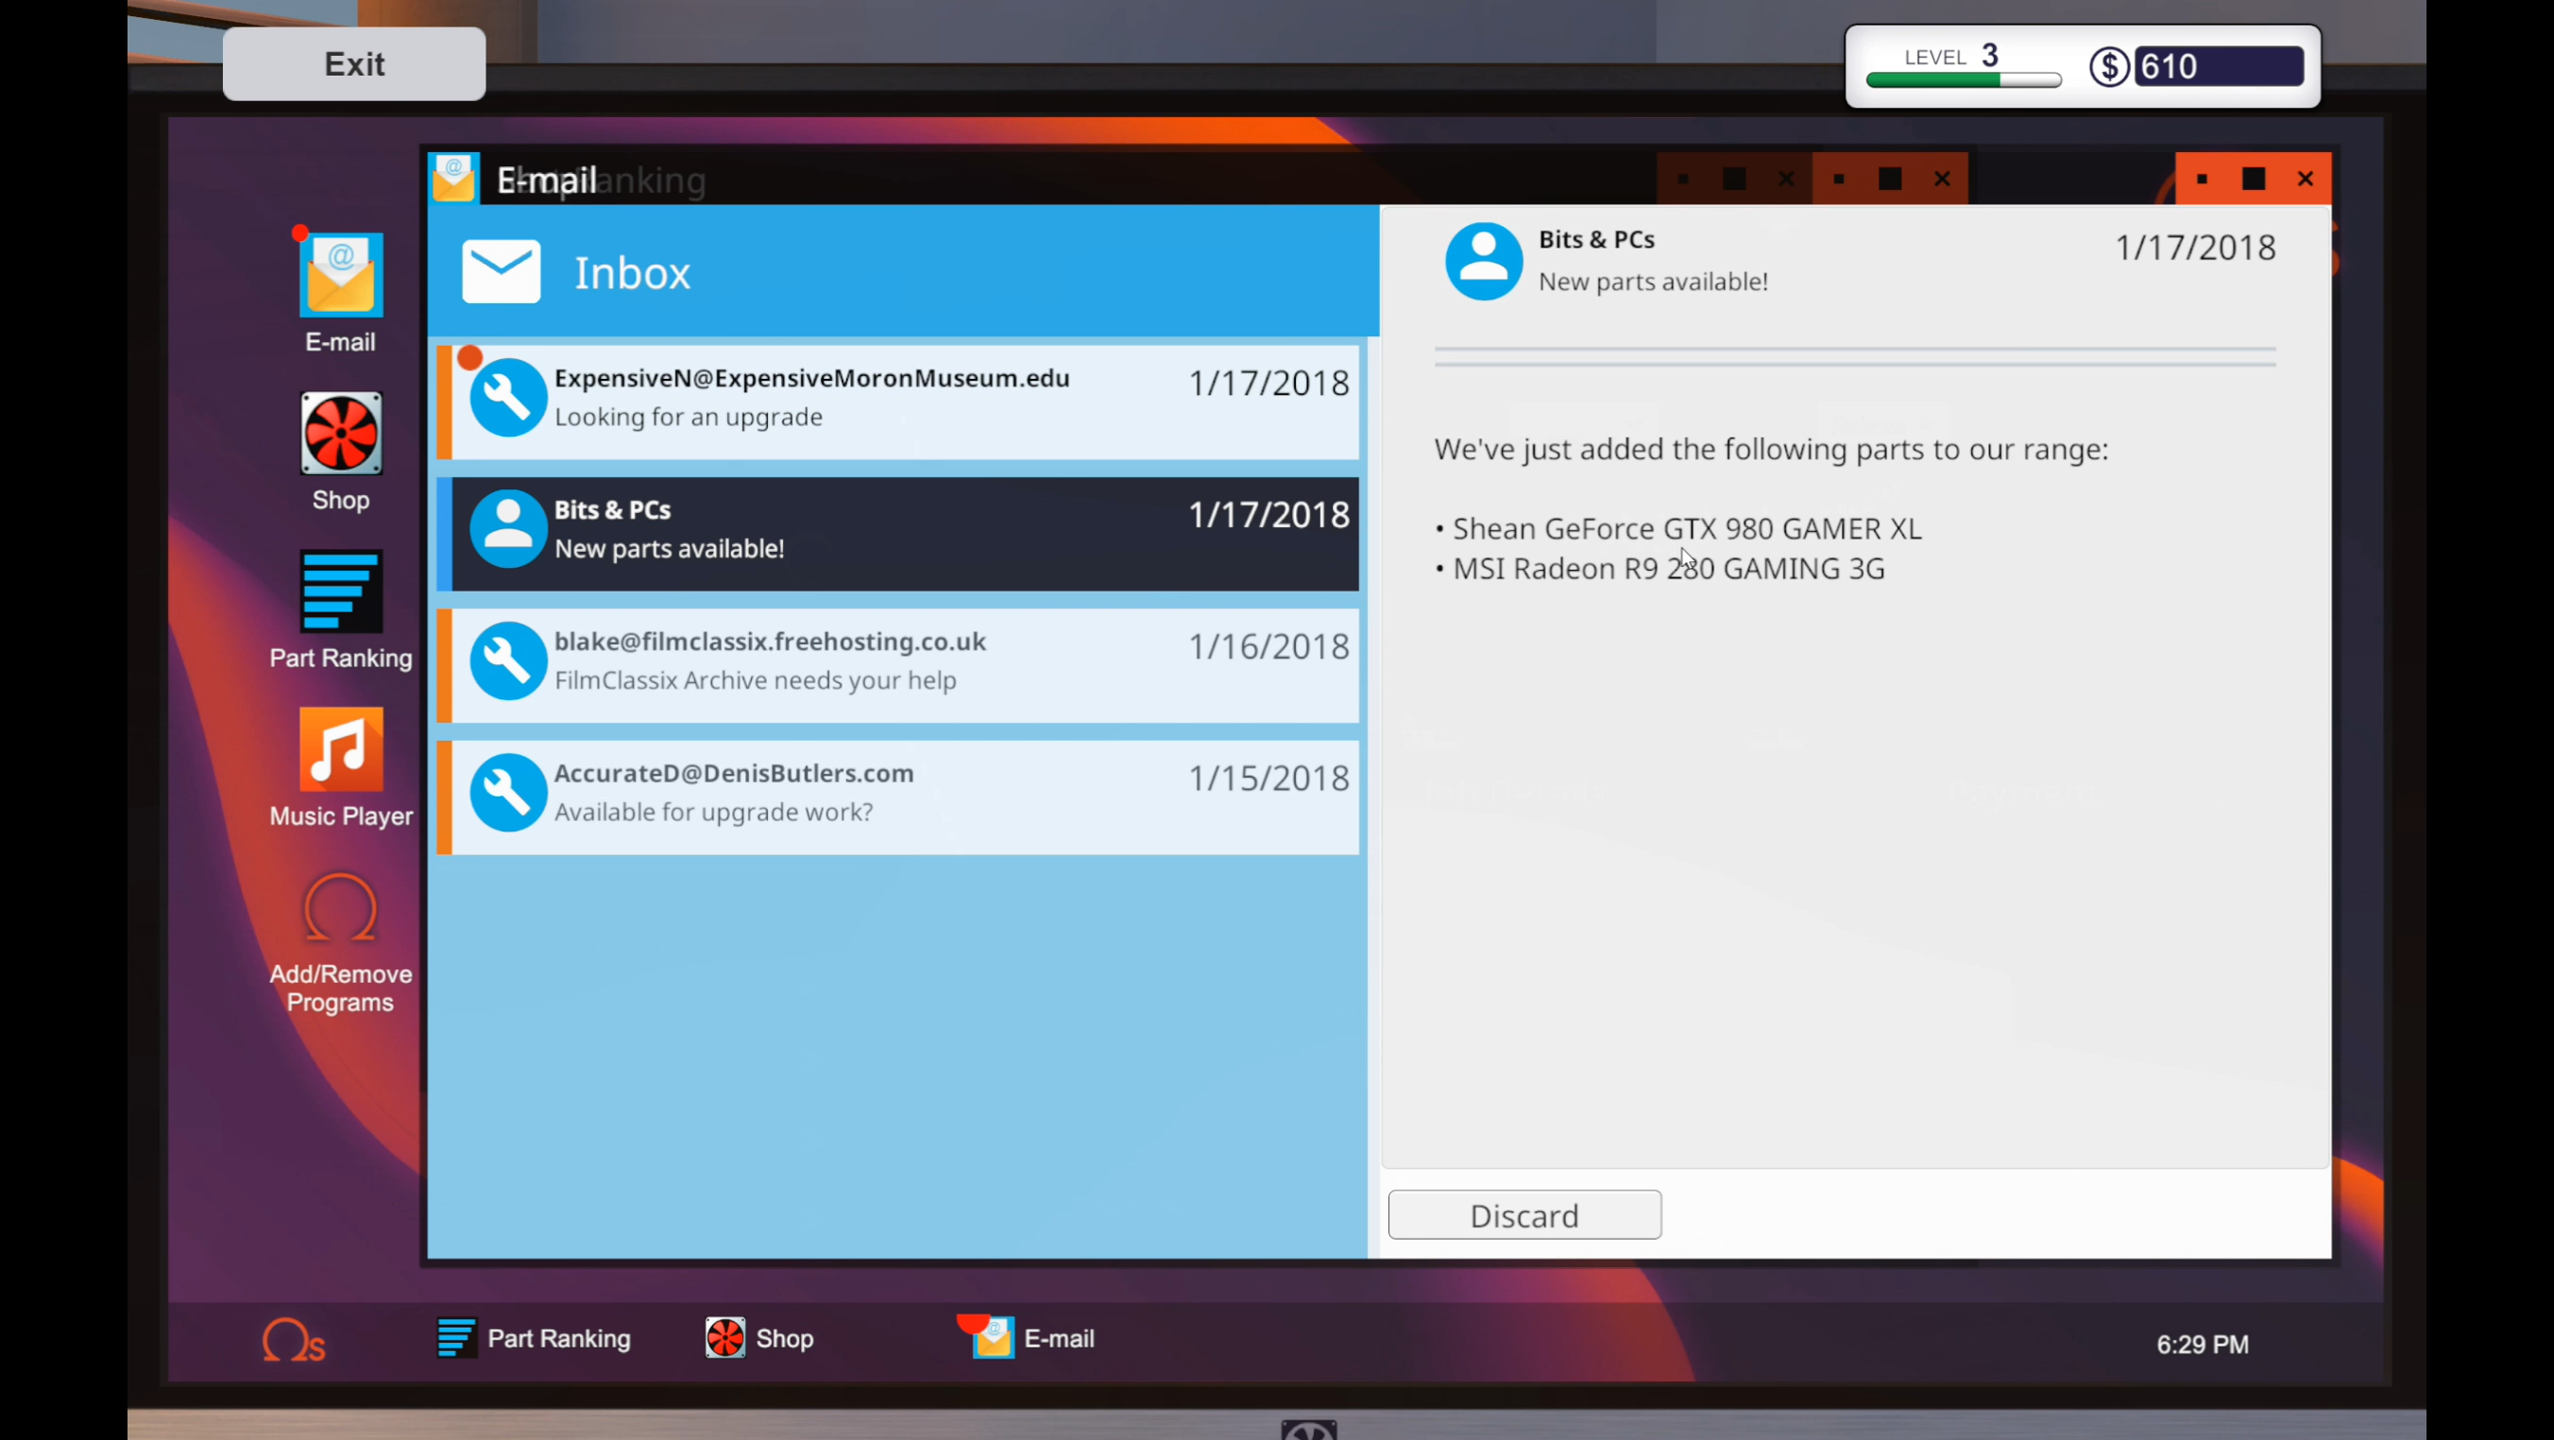 Exit
LEVEL 3
$ 610
E-mail
E-mail
Shop
Part Ranking
Music Player
Add/Remove
Programs
Inbox
ExpensiveN@ExpensiveMoronMuseum.edu
1/17/2018
Looking for an upgrade
Bits & PCs
1/17/2018
New parts available!
blake@filmclassix.freehosting.co.uk
1/16/2018
FilmClassix Archive needs your help
AccurateD@DenisButlers.com
1/15/2018
Available for upgrade work?
Bits & PCs
1/17/2018
New parts available!
We've just added the following parts to our range:
• Shean GeForce GTX 980 GAMER XL
• MSI Radeon R9 280 GAMING 3G
Discard
Ωs
Part Ranking
Shop
E-mail
6:29 PM